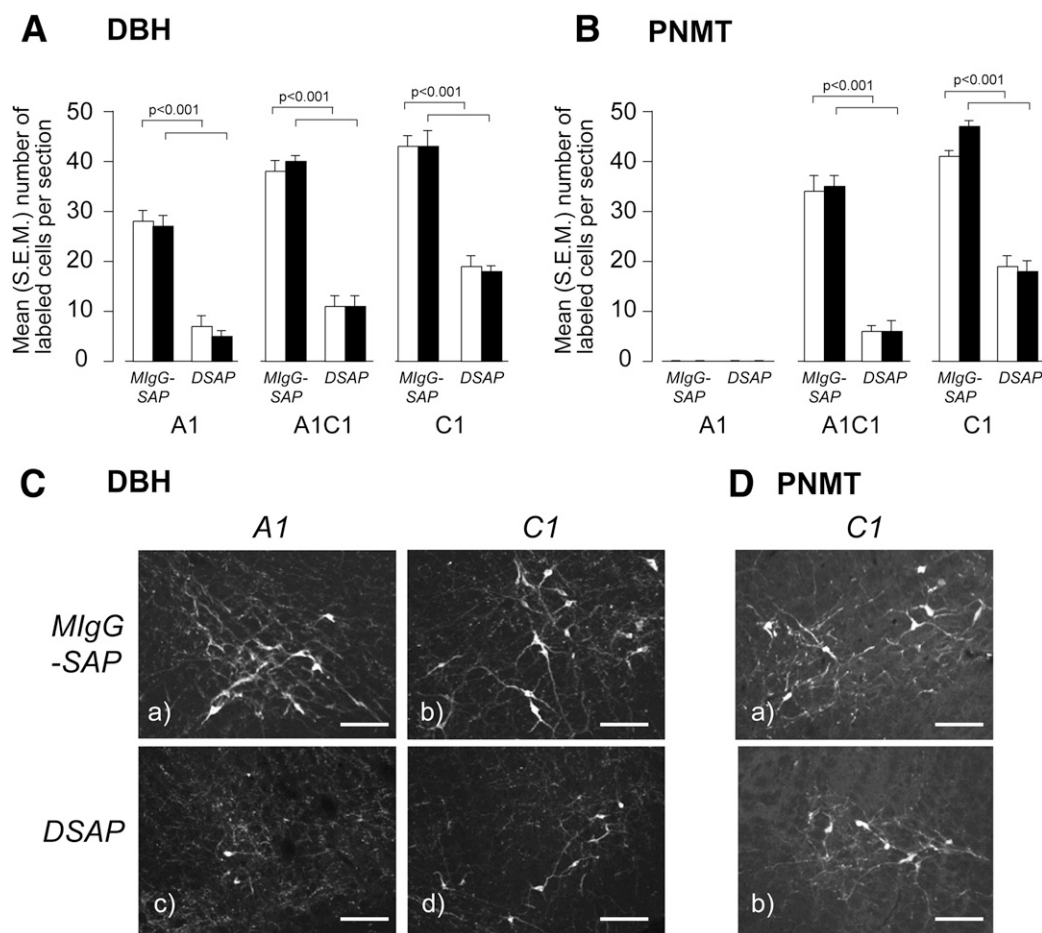 A DBH
Mean (S.E.M.) number of
labeled cells per section
50
40
30
20
10
0
p<0.001
p<0.001
p<0.001
MIgG-
SAP
DSAP
MIgG-
SAP
DSAP
MIgG-
SAP
DSAP
A1
A1C1
C1
B PNMT
Mean (S.E.M.) number of
labeled cells per section
50
40
30
20
10
0
p<0.001
p<0.001
MIgG-
SAP
DSAP
MIgG-
SAP
DSAP
MIgG-
SAP
DSAP
A1
A1C1
C1
C DBH
A1
C1
MIgG
-SAP
a)
b)
DSAP
c)
d)
D PNMT
C1
a)
b)